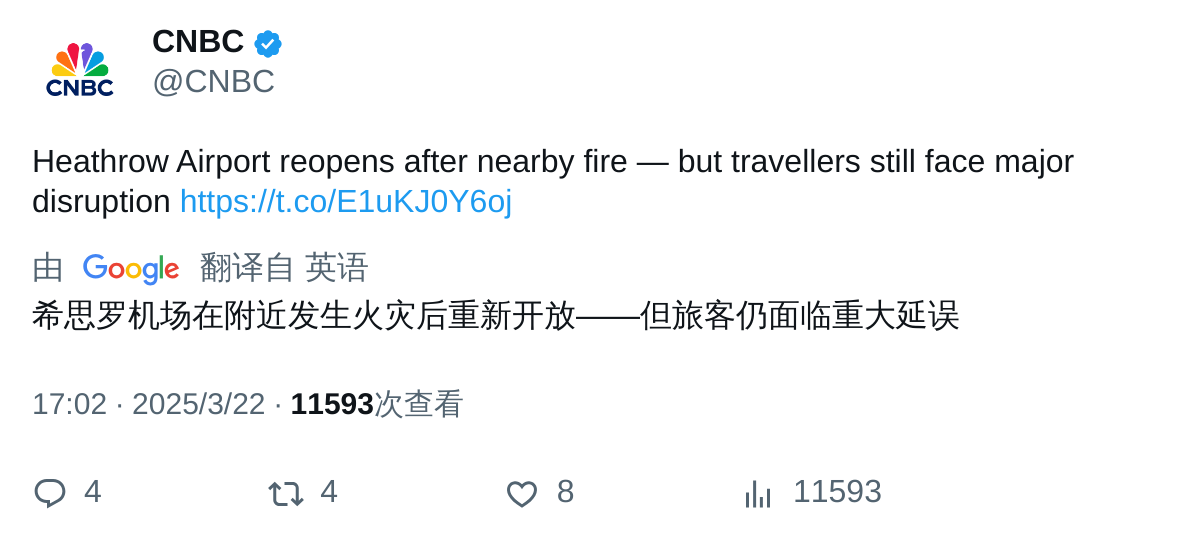 CNBC
CNBC
@CNBC
Heathrow Airport reopens after nearby fire — but travellers still face major
disruption https://t.co/E1uKJ0Y6oj
由 Google 翻译自 英语
希思罗机场在附近发生火灾后重新开放——但旅客仍面临重大延误
17:02 · 2025/3/22 · 11593次查看
4 4 8 11593